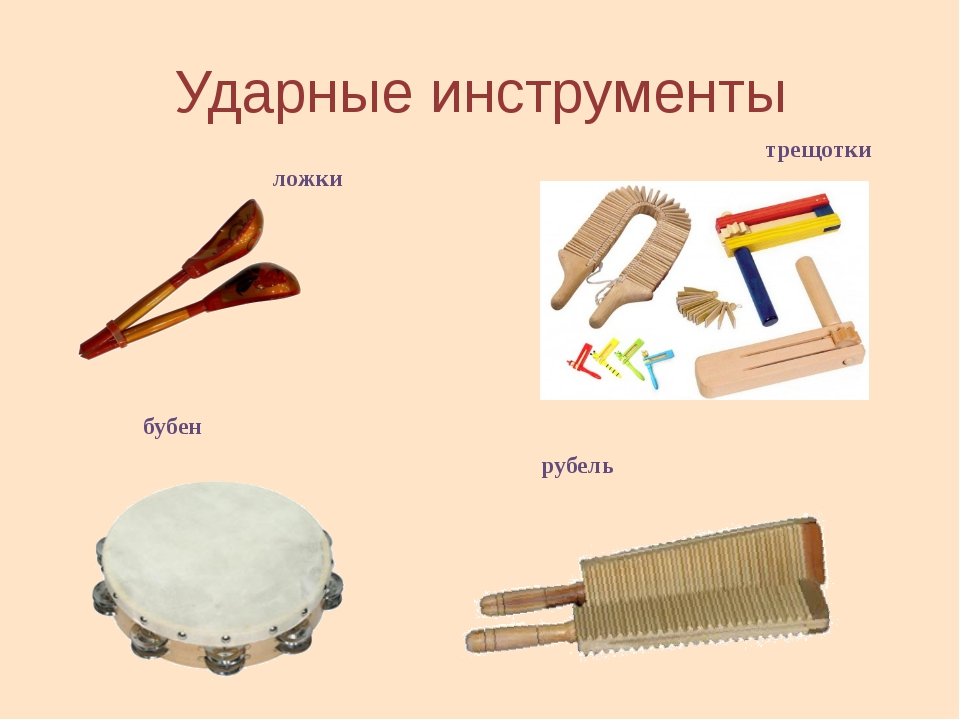 Ударные инструменты
трещотки
ложки
бубен
рубель